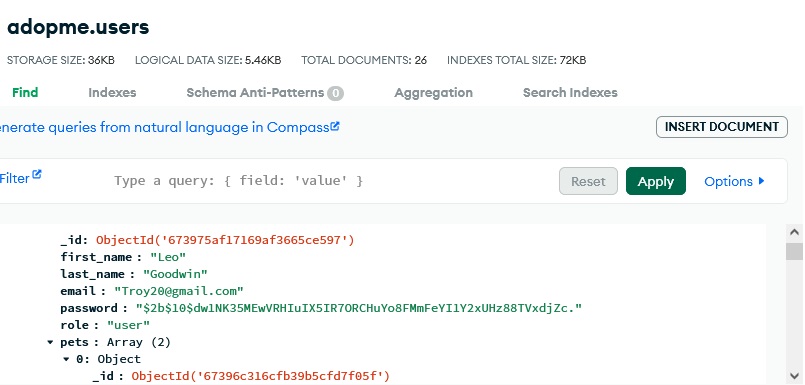 adopme.users
STORAGE SIZE: 36KB LOGICAL DATA SIZE: 5.46KB TOTAL DOCUMENTS: 26 INDEXES TOTAL SIZE: 72KB
Find Indexes Schema Anti-Patterns 0 Aggregation Search Indexes
enerate queries from natural language in Compass
INSERT DOCUMENT
Filter Type a query: { field: 'value' } Reset Apply Options
_id: ObjectId('673975af17169af3665ce597')
first_name : "Leo"
last_name : "Goodwin"
email : "Troy20@gmail.com"
password : "$2b$10$dw1NK35MEwVRHIuIX5IR7ORCHuYo8FMmFeYI1Y2xUHz88TVxdjZc."
role : "user"
pets : Array (2)
0: Object
_id : ObjectId('67396c316cfb39b5cfd7f05f')